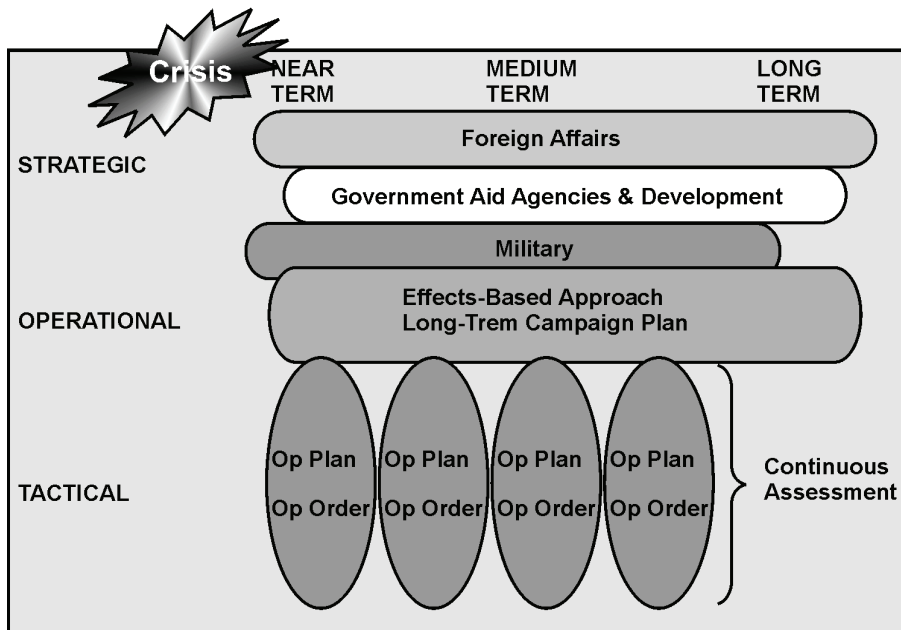 Crisis
NEAR
TERM
MEDIUM
TERM
LONG
TERM
STRATEGIC
Foreign Affairs
Government Aid Agencies & Development
Military
OPERATIONAL
Effects-Based Approach
Long-Trem Campaign Plan
TACTICAL
Op Plan
Op Order
Op Plan
Op Order
Op Plan
Op Order
Op Plan
Op Order
Continuous
Assessment